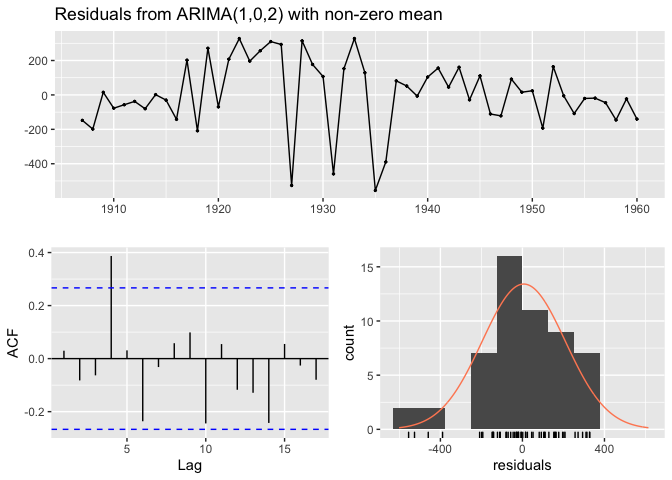 Residuals from ARIMA(1,0,2) with non-zero mean
200
0
-200
-400
1910 1920 1930 1940 1950 1960
0.4
0.2
0.0
-0.2
ACF
5 10 15
Lag
15
10
5
0
count
-400 0 400
residuals